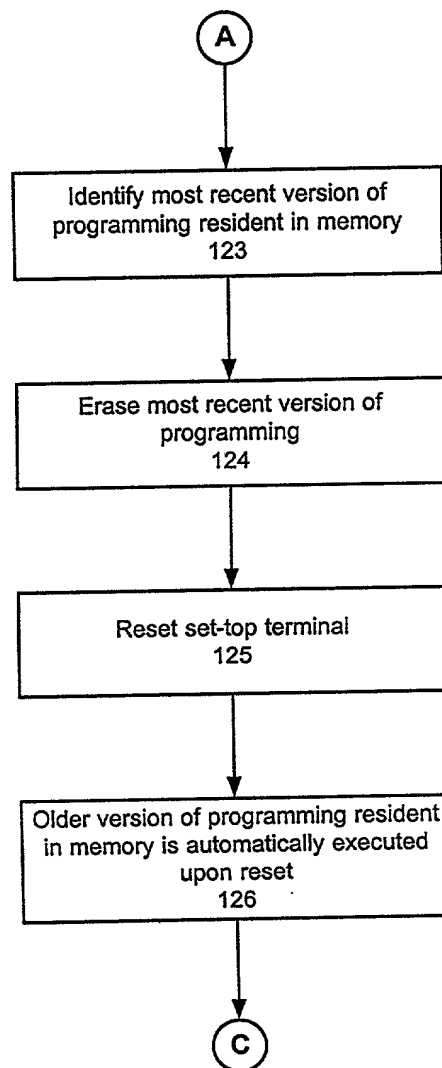 A
Identify most recent version of
programming resident in memory
123
Erase most recent version of
programming
124
Reset set-top terminal
125
Older version of programming resident
in memory is automatically executed
upon reset
126
C